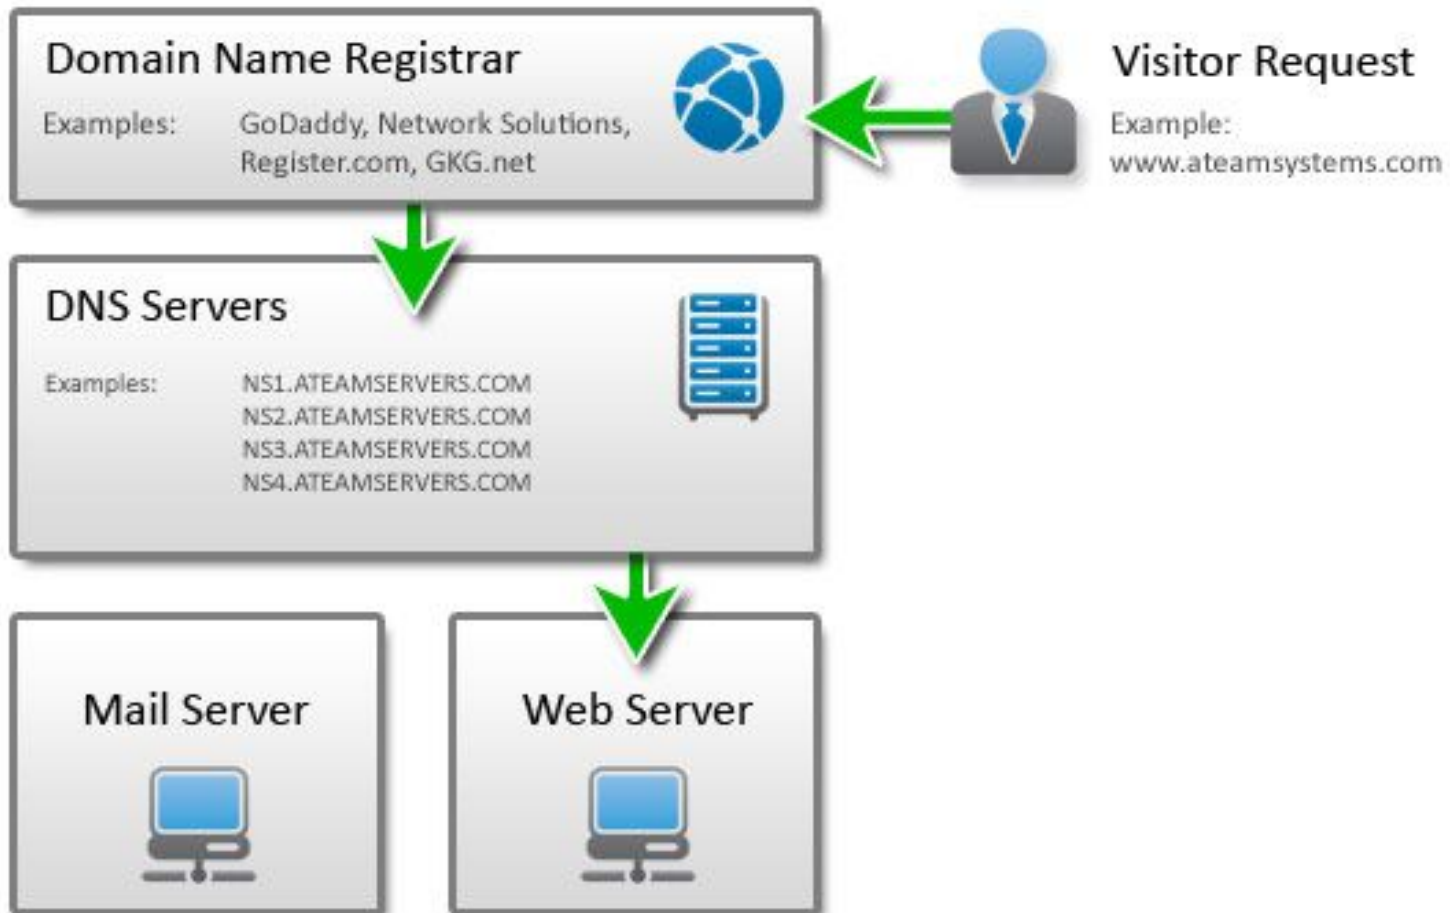 Domain Name Registrar
Examples: GoDaddy, Network Solutions,
Register.com, GKG.net
Visitor Request
Example:
www.ateamsystems.com
DNS Servers
Examples: NS1.ATEAMSERVERS.COM
NS2.ATEAMSERVERS.COM
NS3.ATEAMSERVERS.COM
NS4.ATEAMSERVERS.COM
Mail Server
Web Server